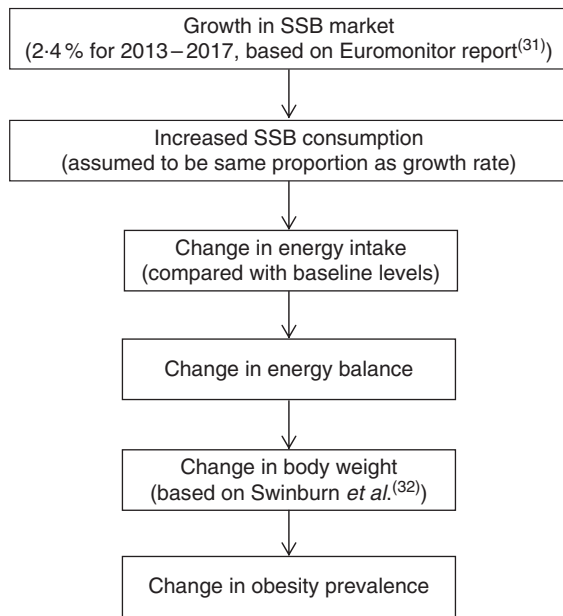 Growth in SSB market
(2·4 % for 2013–2017, based on Euromonitor report(31))
Increased SSB consumption
(assumed to be same proportion as growth rate)
Change in energy intake
(compared with baseline levels)
Change in energy balance
Change in body weight
(based on Swinburn et al.(32))
Change in obesity prevalence